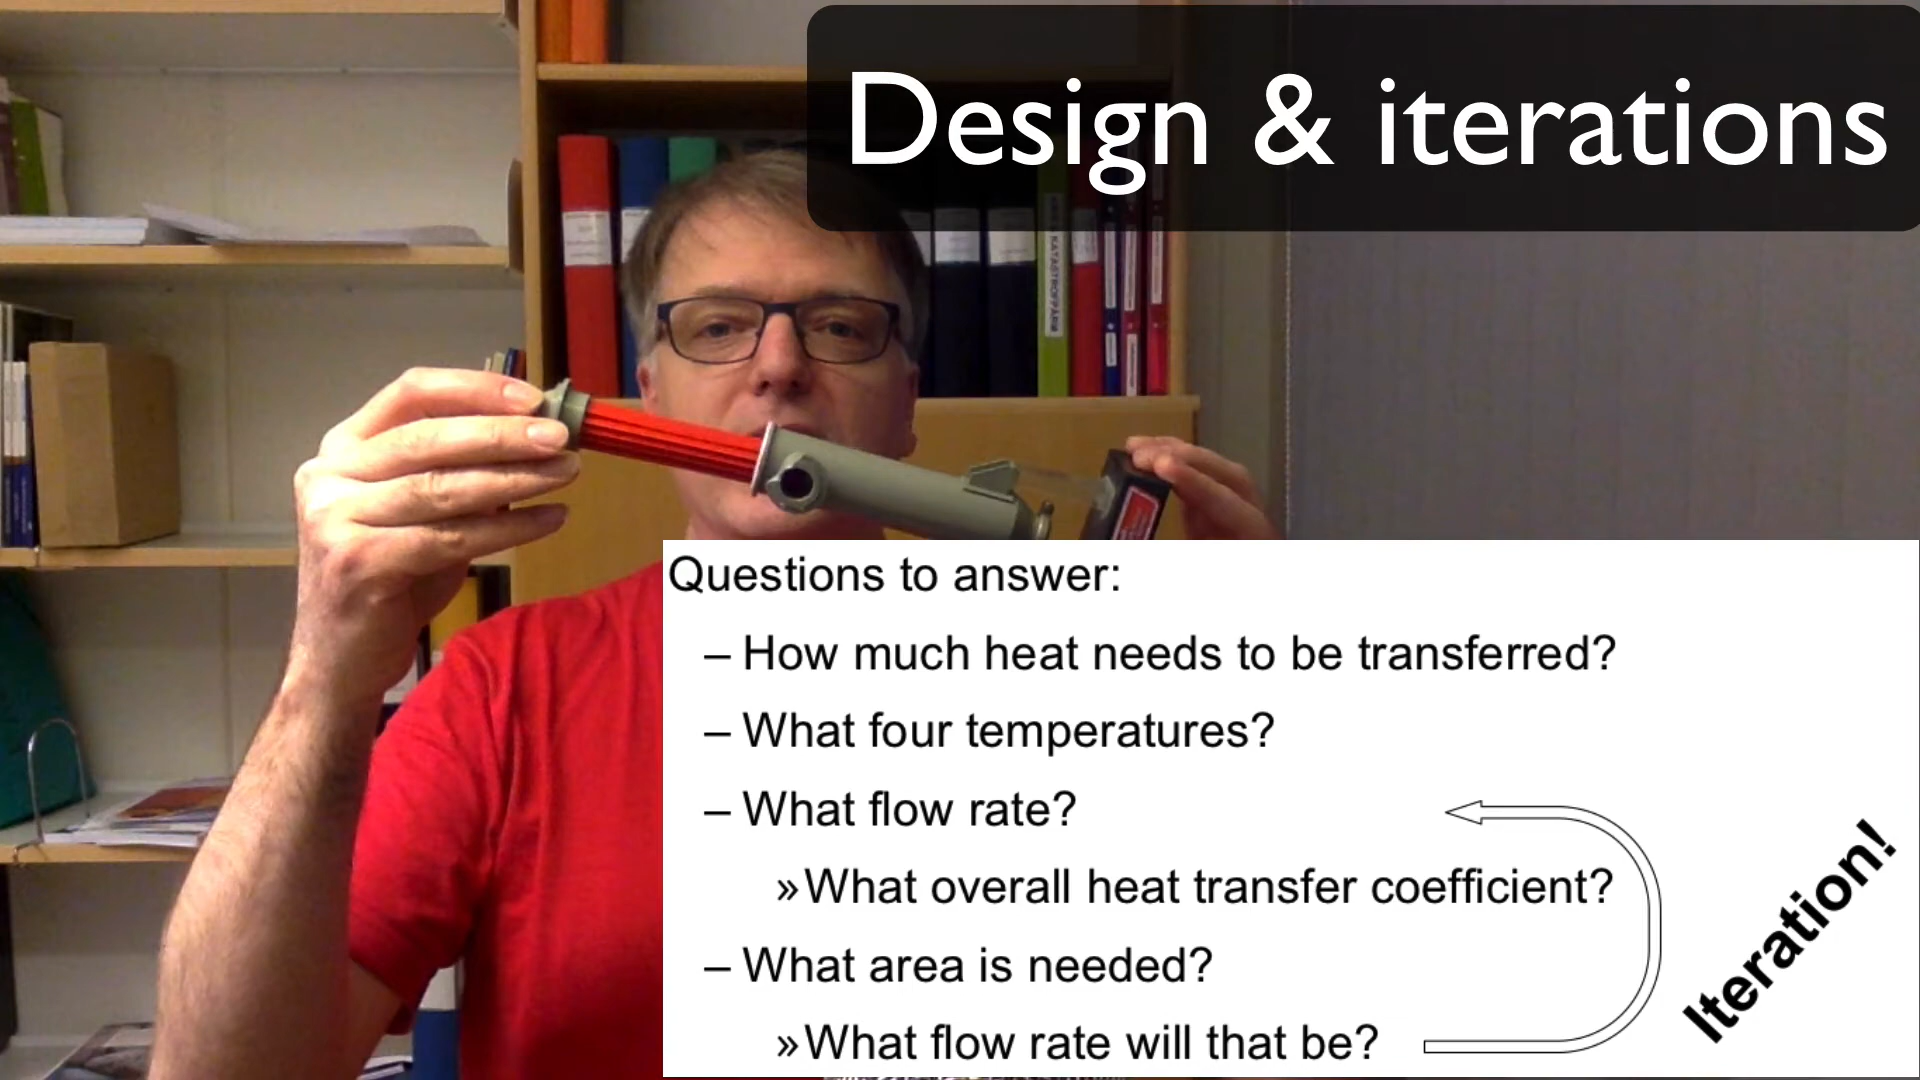 Design & iterations
KATASTROFFÄRM
Questions to answer:
– How much heat needs to be transferred?
– What four temperatures?
– What flow rate?
»What overall heat transfer coefficient?
– What area is needed?
»What flow rate will that be?
Iteration!